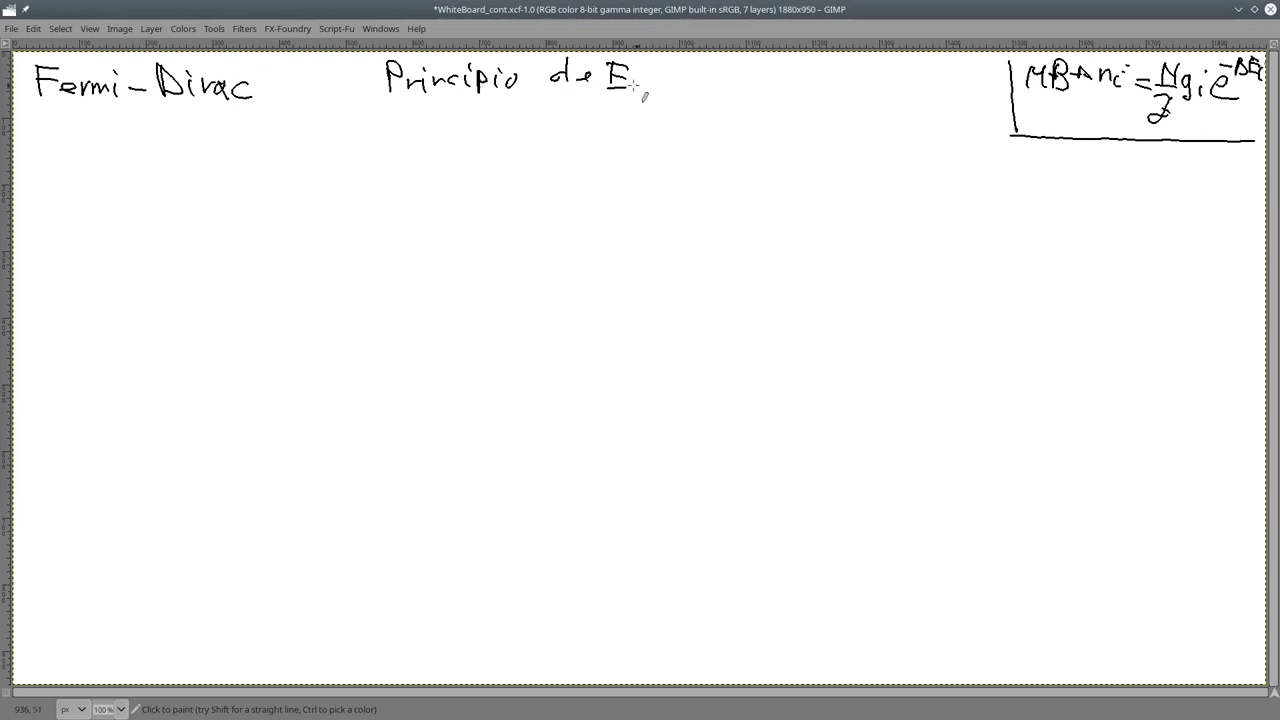 *WhiteBoard_cont.xcf-1.0 (RGB color 8-bit gamma integer, GIMP built-in sRGB, 7 layers) 1880x950 – GIMP
File Edit Select View Image Layer Colors Tools Filters FX-Foundry Script-Fu Windows Help
Fermi-Dirac Princípio de E
MB→ni = N/Z gi e^-βEi
936, 51 px 100% Click to paint (try Shift for a straight line, Ctrl to pick a color)